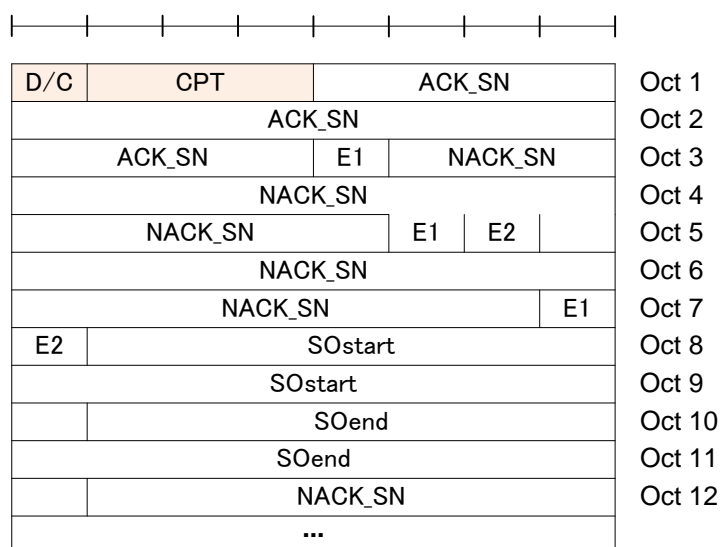 D/C CPT ACK_SN Oct 1
ACK_SN Oct 2
ACK_SN E1 NACK_SN Oct 3
NACK_SN Oct 4
NACK_SN E1 E2 Oct 5
NACK_SN Oct 6
NACK_SN E1 Oct 7
E2 SOstart Oct 8
SOstart Oct 9
SOend Oct 10
SOend Oct 11
NACK_SN Oct 12
...